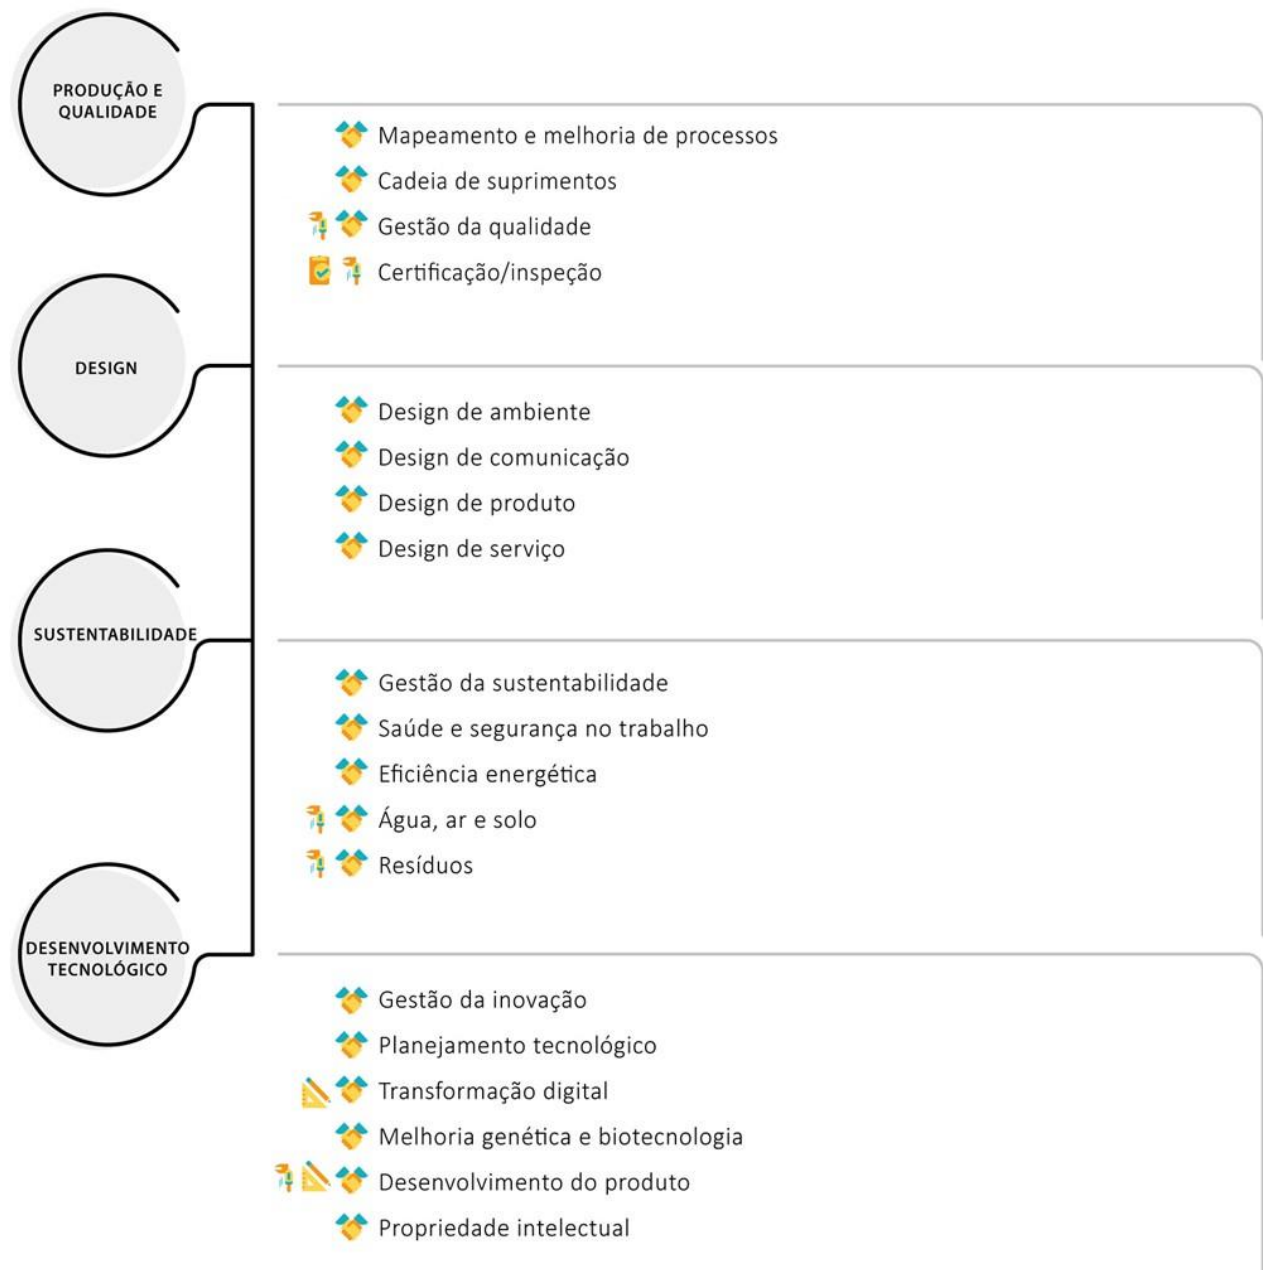 PRODUÇÃO E
QUALIDADE
Mapeamento e melhoria de processos
Cadeia de suprimentos
Gestão da qualidade
Certificação/inspeção
DESIGN
Design de ambiente
Design de comunicação
Design de produto
Design de serviço
SUSTENTABILIDADE
Gestão da sustentabilidade
Saúde e segurança no trabalho
Eficiência energética
Água, ar e solo
Resíduos
DESENVOLVIMENTO
TECNOLÓGICO
Gestão da inovação
Planejamento tecnológico
Transformação digital
Melhoria genética e biotecnologia
Desenvolvimento do produto
Propriedade intelectual